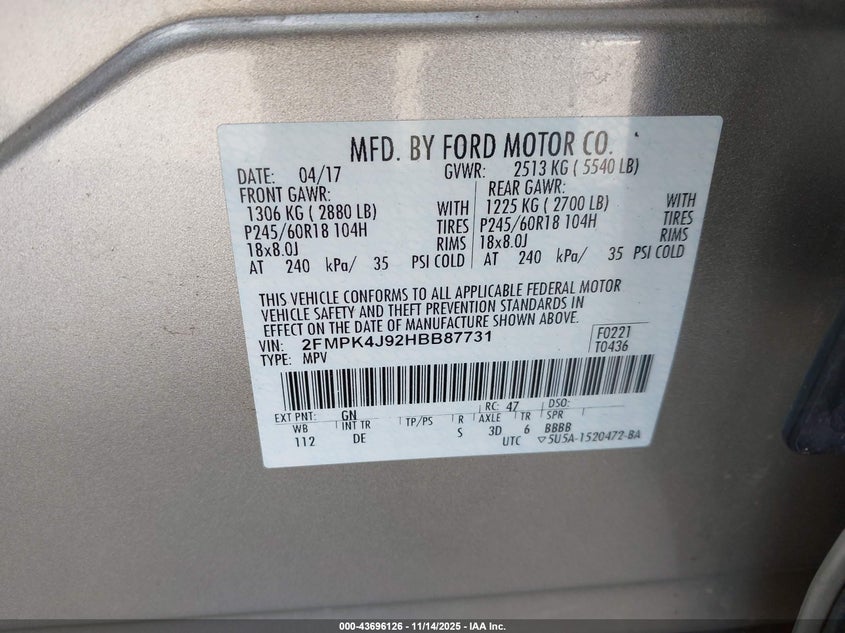 MFD. BY FORD MOTOR CO.
DATE: 04/17 GVWR: 2513 KG ( 5540 LB)
FRONT GAWR: REAR GAWR:
1306 KG ( 2880 LB) WITH 1225 KG ( 2700 LB) WITH
P245/60R18 104H TIRES P245/60R18 104H TIRES
18x8.0J RIMS 18x8.0J RIMS
AT 240 kPa/ 35 PSI COLD AT 240 kPa/ 35 PSI COLD
THIS VEHICLE CONFORMS TO ALL APPLICABLE FEDERAL MOTOR
VEHICLE SAFETY AND THEFT PREVENTION STANDARDS IN
EFFECT ON THE DATE OF MANUFACTURE SHOWN ABOVE.
VIN: 2FMPK4J92HBB87731 F0221
TYPE: MPV T0436
EXT PNT: GN RC: 47 DSO:
WB INT TR TP/PS R AXLE TR SPR
112 DE S 3D 6 BBBB
UTC ▽5U5A-1520472-BA
000-43696126 - 11/14/2025 - IAA Inc.